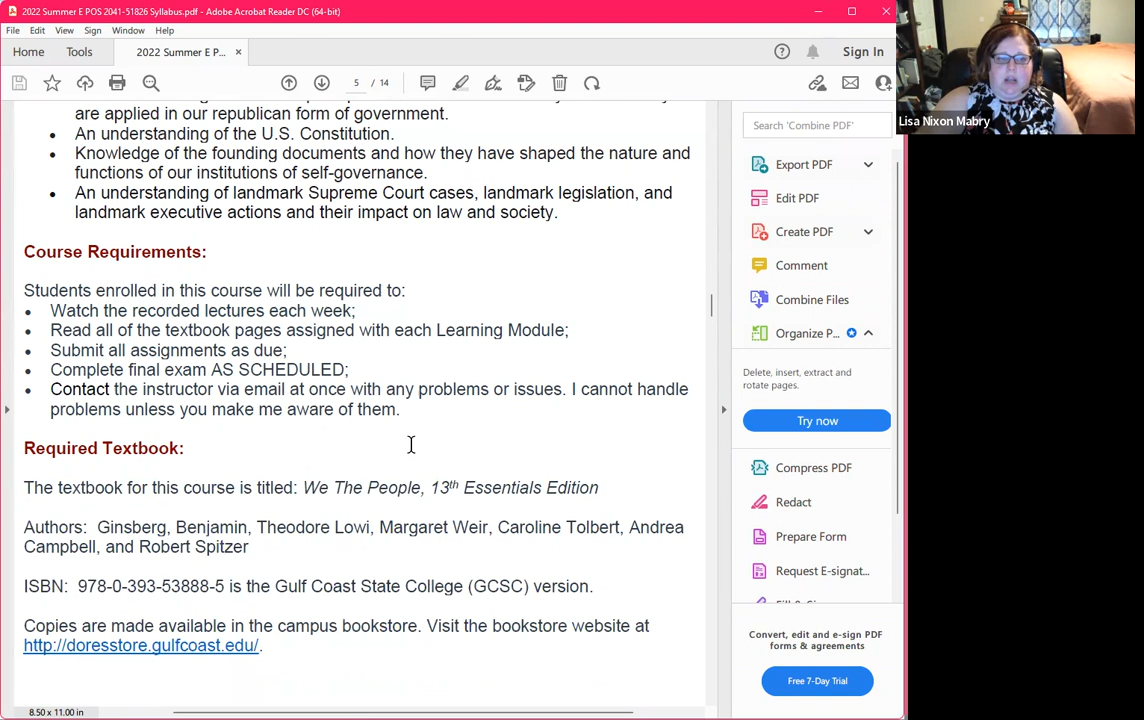 2022 Summer E POS 2041-51826 Syllabus.pdf - Adobe Acrobat Reader DC (64-bit)
File Edit View Sign Window Help
Home Tools 2022 Summer E P... × Sign In
5 / 14
are applied in our republican form of government.
• An understanding of the U.S. Constitution.
• Knowledge of the founding documents and how they have shaped the nature and
functions of our institutions of self-governance.
• An understanding of landmark Supreme Court cases, landmark legislation, and
landmark executive actions and their impact on law and society.
Course Requirements:
Students enrolled in this course will be required to:
• Watch the recorded lectures each week;
• Read all of the textbook pages assigned with each Learning Module;
• Submit all assignments as due;
• Complete final exam AS SCHEDULED;
• Contact the instructor via email at once with any problems or issues. I cannot handle
problems unless you make me aware of them.
Required Textbook:
The textbook for this course is titled: We The People, 13th Essentials Edition
Authors: Ginsberg, Benjamin, Theodore Lowi, Margaret Weir, Caroline Tolbert, Andrea
Campbell, and Robert Spitzer
ISBN: 978-0-393-53888-5 is the Gulf Coast State College (GCSC) version.
Copies are made available in the campus bookstore. Visit the bookstore website at
http://doresstore.gulfcoast.edu/.
8.50 x 11.00 in
Search 'Combine PDF'
Export PDF
Edit PDF
Create PDF
Comment
Combine Files
Organize P...
Delete, insert, extract and
rotate pages.
Try now
Compress PDF
Redact
Prepare Form
Request E-signat...
Convert, edit and e-sign PDF
forms & agreements
Free 7-Day Trial
Lisa Nixon Mabry